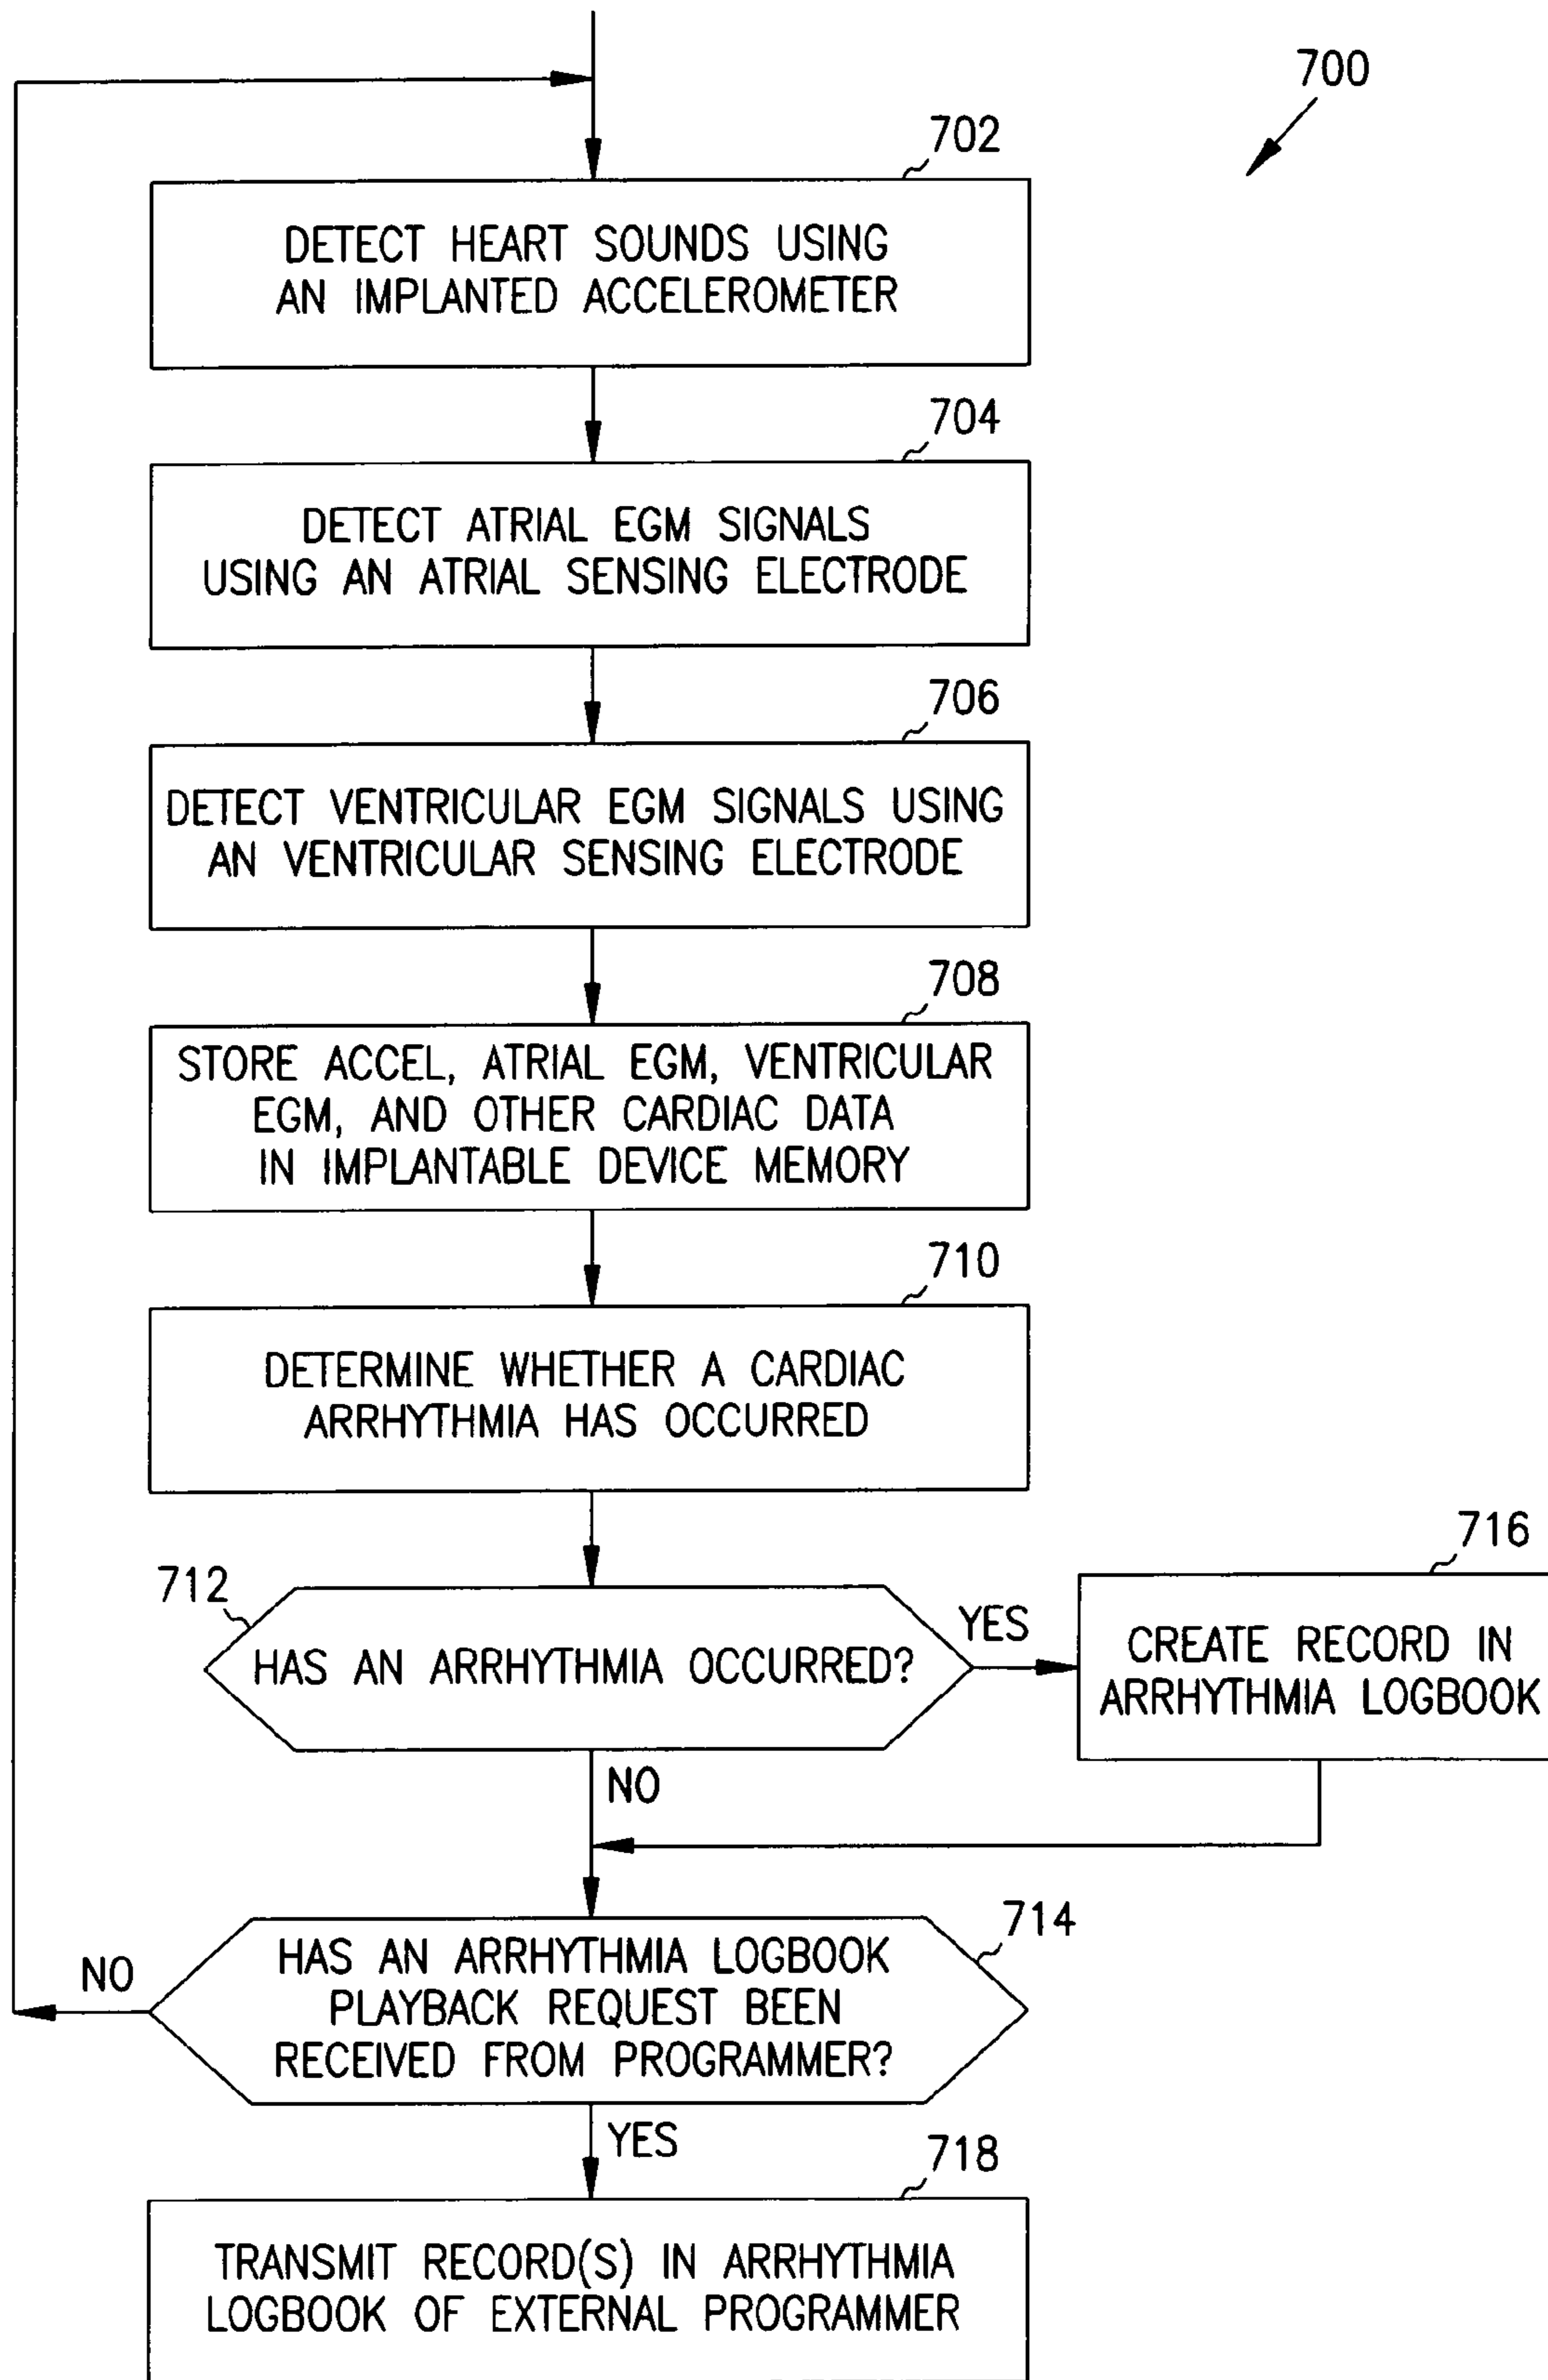 700
702
DETECT HEART SOUNDS USING
AN IMPLANTED ACCELEROMETER
704
DETECT ATRIAL EGM SIGNALS
USING AN ATRIAL SENSING ELECTRODE
706
DETECT VENTRICULAR EGM SIGNALS USING
AN VENTRICULAR SENSING ELECTRODE
708
STORE ACCEL, ATRIAL EGM, VENTRICULAR
EGM, AND OTHER CARDIAC DATA
IN IMPLANTABLE DEVICE MEMORY
710
DETERMINE WHETHER A CARDIAC
ARRHYTHMIA HAS OCCURRED
712
HAS AN ARRHYTHMIA OCCURRED?
YES
716
CREATE RECORD IN
ARRHYTHMIA LOGBOOK
NO
714
HAS AN ARRHYTHMIA LOGBOOK
PLAYBACK REQUEST BEEN
RECEIVED FROM PROGRAMMER?
NO
YES
718
TRANSMIT RECORD(S) IN ARRHYTHMIA
LOGBOOK OF EXTERNAL PROGRAMMER